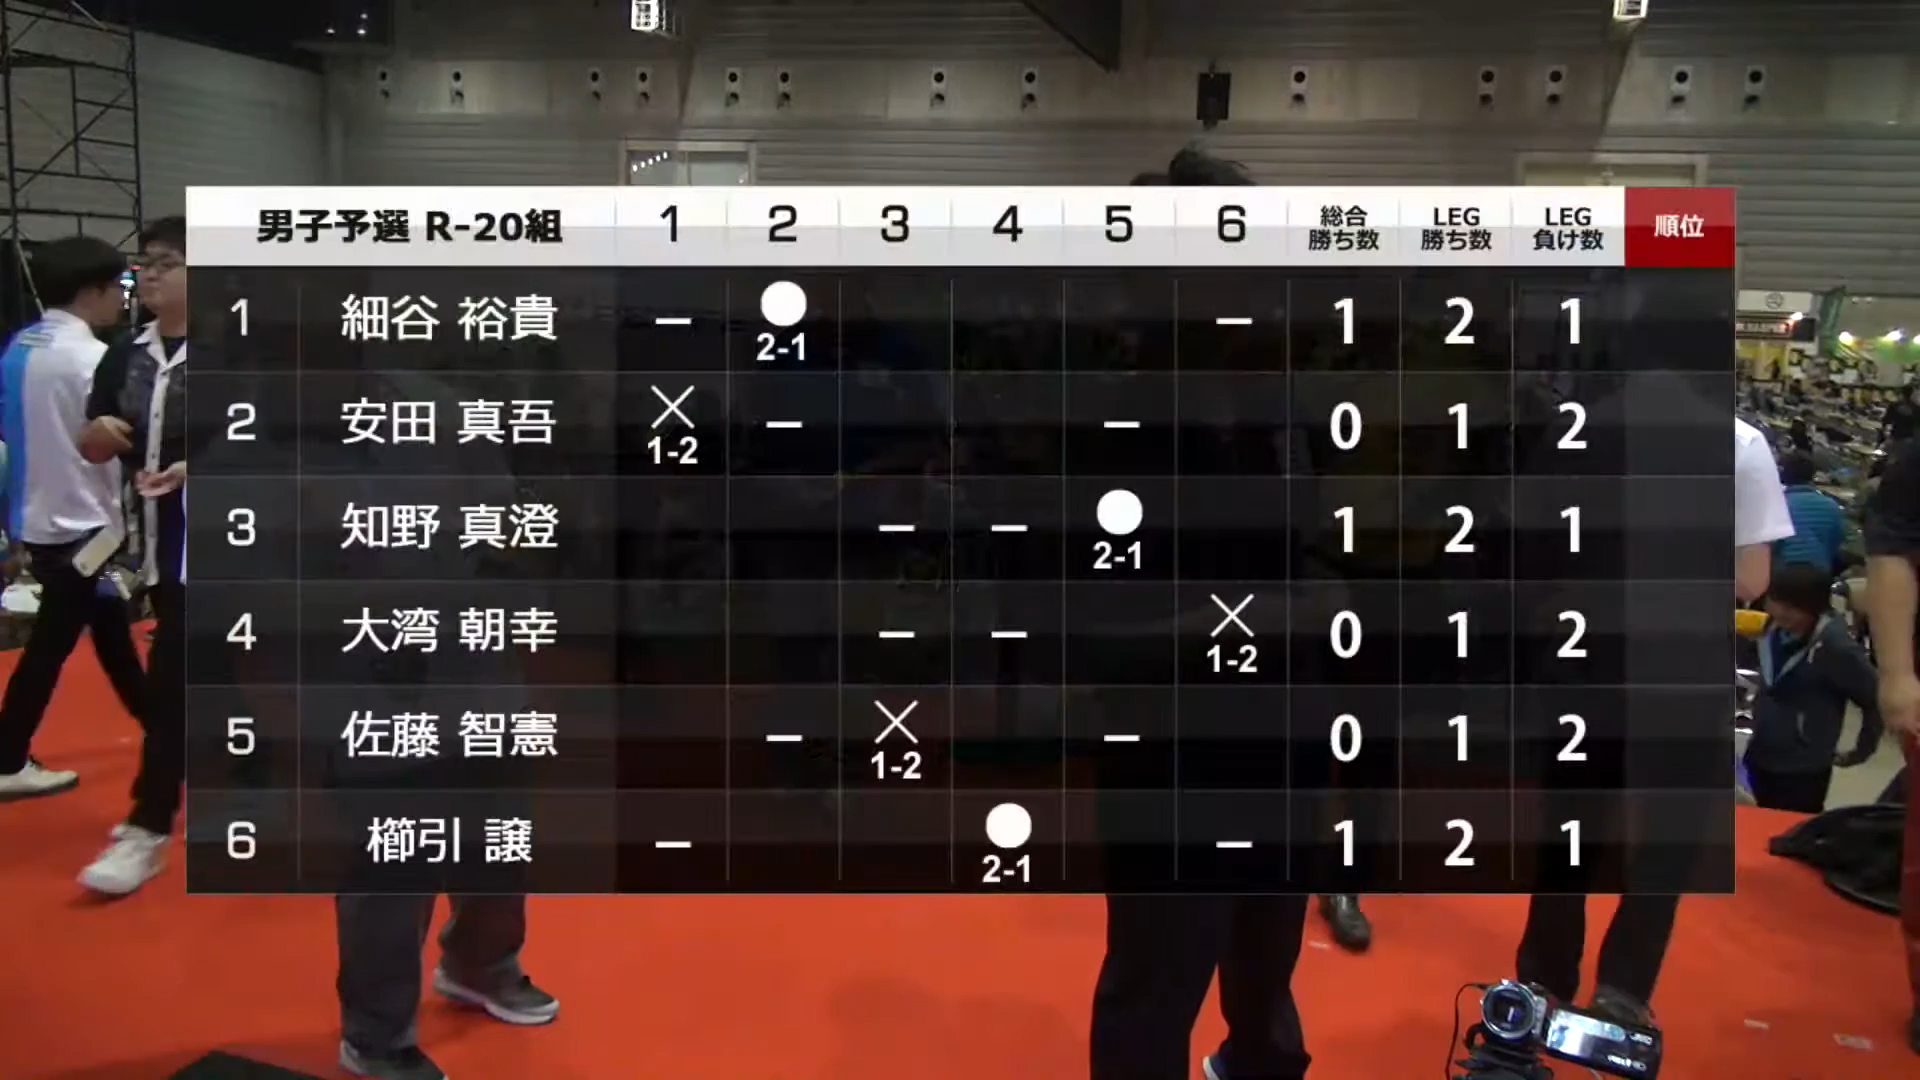 男子予選 R-20組 1 2 3 4 5 6 総合勝ち数 LEG勝ち数 LEG負け数 順位
1 細谷 裕貴 – ● 2-1 – 1 2 1
2 安田 真吾 × 1-2 – – 0 1 2
3 知野 真澄 – – ● 2-1 1 2 1
4 大湾 朝幸 – – × 1-2 0 1 2
5 佐藤 智憲 – × 1-2 – 0 1 2
6 櫛引 譲 – ● 2-1 – 1 2 1